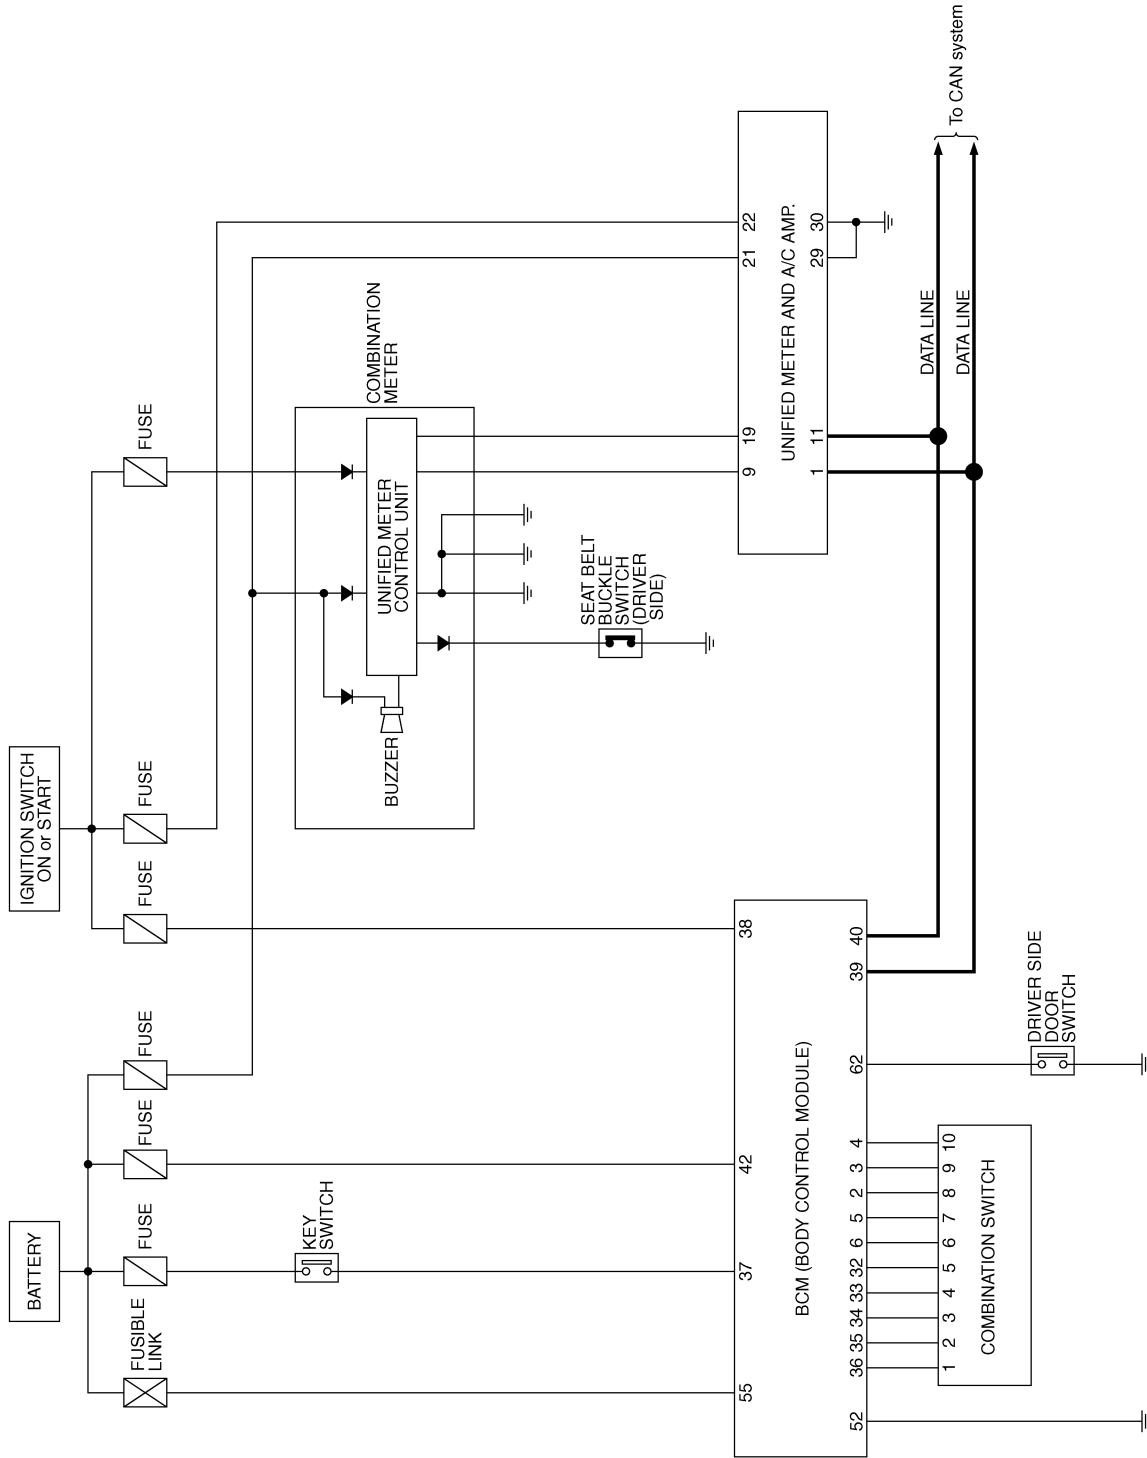 BATTERY
IGNITION SWITCH
ON or START
FUSIBLE
LINK
FUSE
FUSE
FUSE
FUSE
FUSE
FUSE
KEY
SWITCH
COMBINATION
METER
UNIFIED METER
CONTROL UNIT
BUZZER
SEAT BELT
BUCKLE
SWITCH
(DRIVER
SIDE)
55 37 42 38
BCM (BODY CONTROL MODULE)
52 36 35 34 33 32 6 5 2 3 4 62 39 40
9 19 21 22
UNIFIED METER AND A/C AMP.
1 11 29 30
1 2 3 4 5 6 7 8 9 10
COMBINATION SWITCH
DATA LINE
DATA LINE
To CAN system
DRIVER SIDE
DOOR
SWITCH